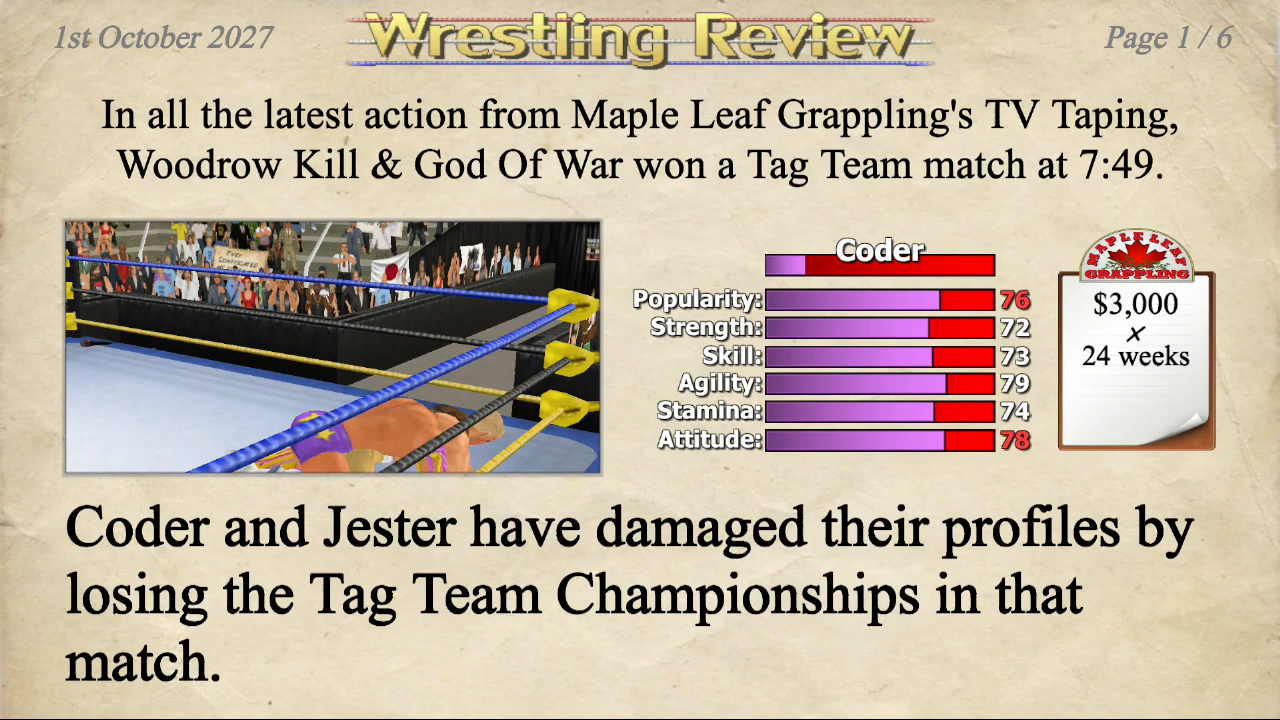 1st October 2027
Wrestling Review
Page 1 / 6
In all the latest action from Maple Leaf Grappling's TV Taping,
Woodrow Kill & God Of War won a Tag Team match at 7:49.
THEY
CONFISCATED
Coder
Popularity: 76
Strength: 72
Skill: 73
Agility: 79
Stamina: 74
Attitude: 78
MAPLE LEAF
GRAPPLING
$3,000
x
24 weeks
Coder and Jester have damaged their profiles by
losing the Tag Team Championships in that
match.